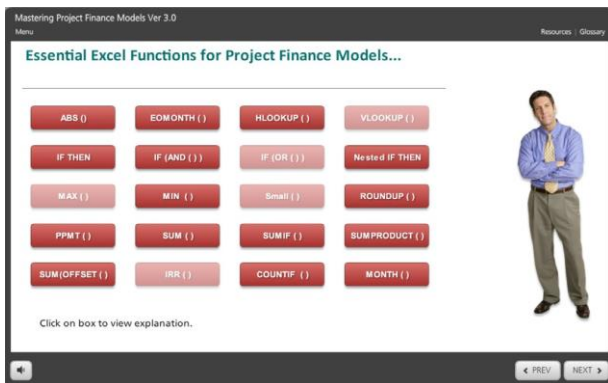 Mastering Project Finance Models Ver 3.0
Menu
Resources | Glossary
Essential Excel Functions for Project Finance Models...
ABS ()
EOMONTH ( )
HLOOKUP ( )
VLOOKUP ( )
IF THEN
IF (AND ( ) )
IF (OR ( ) )
Nested IF THEN
MAX ( )
MIN ( )
Small ( )
ROUNDUP ( )
PPMT ( )
SUM ( )
SUMIF ( )
SUMPRODUCT ( )
SUM(OFFSET ( )
IRR ( )
COUNTIF ( )
MONTH ( )
Click on box to view explanation.
PREV
NEXT